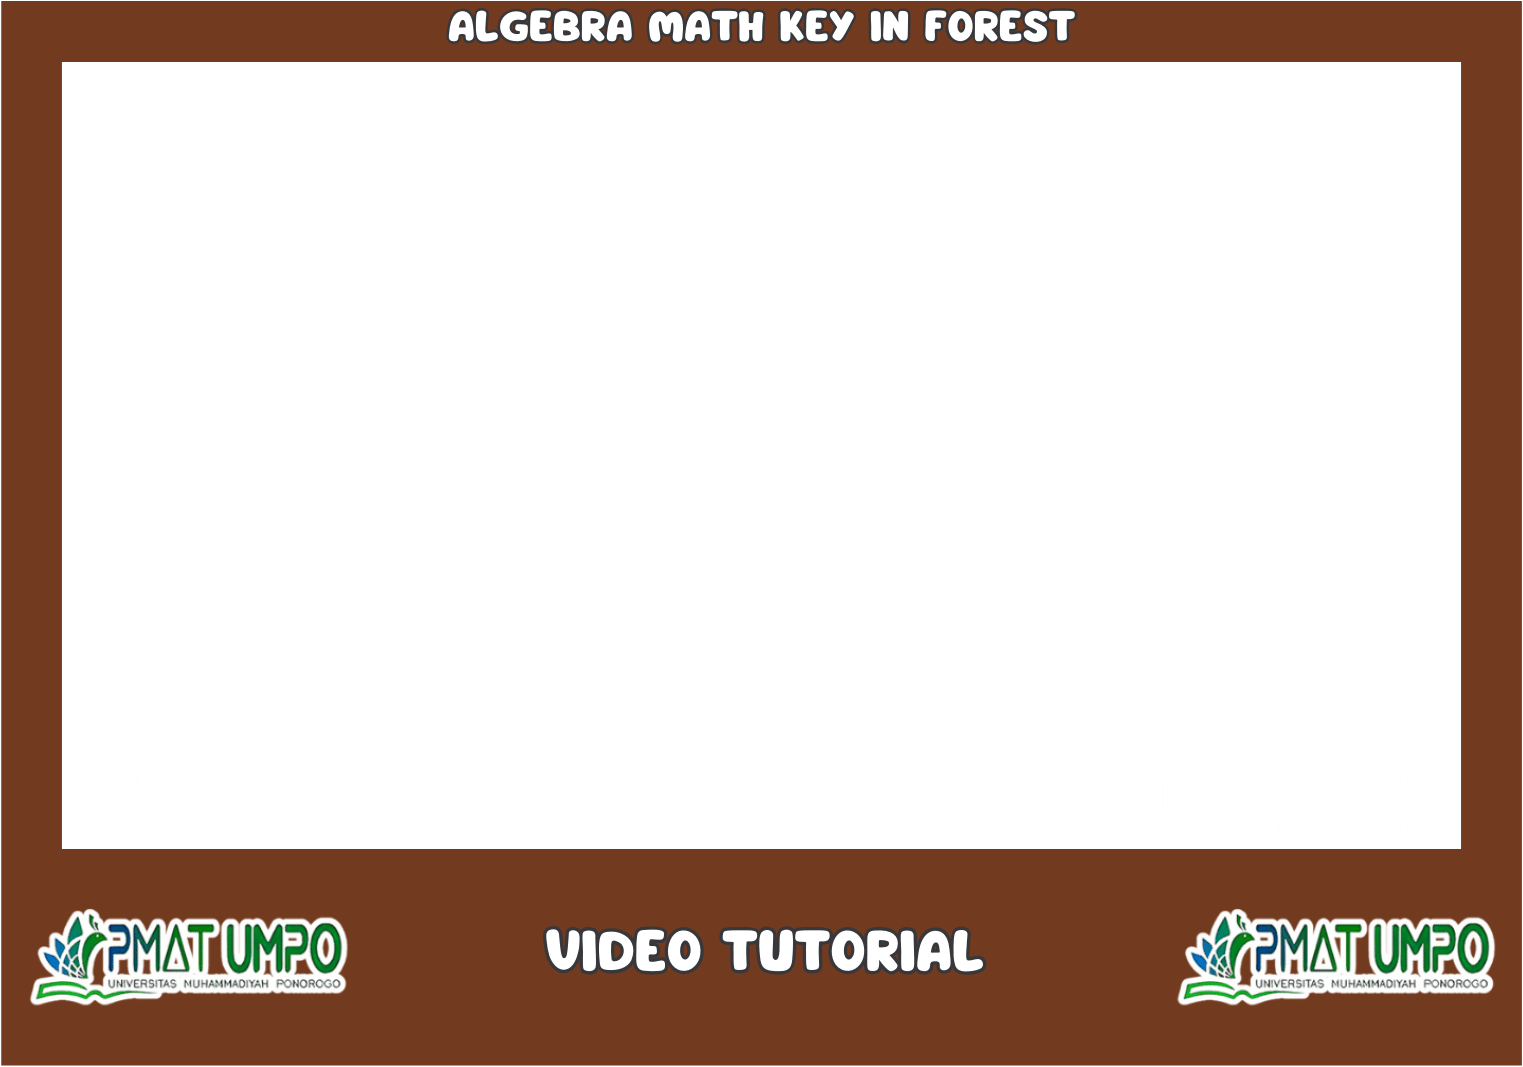 ALGEBRA MATH KEY IN FOREST
PMAT UMPO
UNIVERSITAS MUHAMMADIYAH PONOROGO
VIDEO TUTORIAL
PMAT UMPO
UNIVERSITAS MUHAMMADIYAH PONOROGO